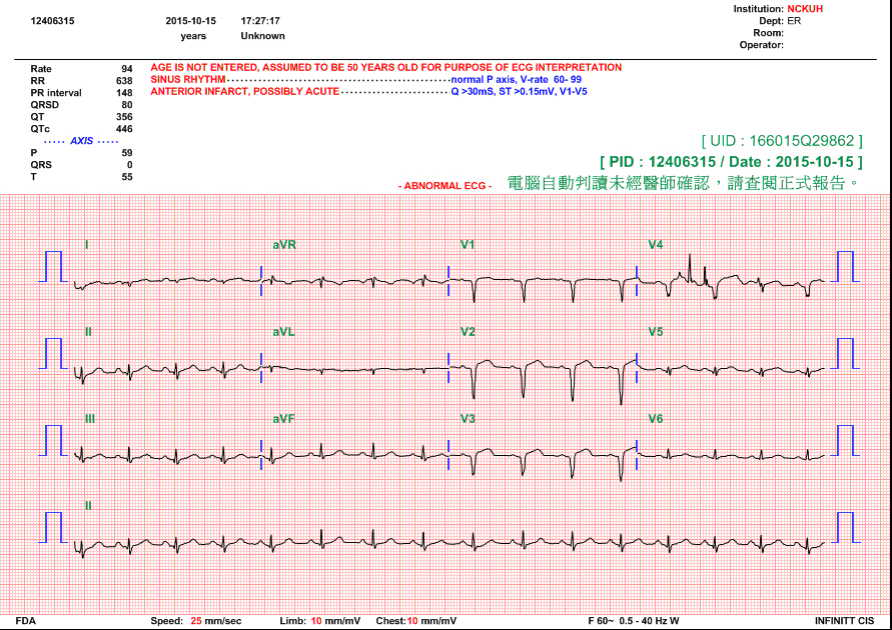 Institution: NCKUH
12406315 2015-10-15 17:27:17 Dept: ER
years Unknown Room:
Operator:
Rate 94 AGE IS NOT ENTERED, ASSUMED TO BE 50 YEARS OLD FOR PURPOSE OF ECG INTERPRETATION
RR 638 SINUS RHYTHM - - - - - - - - - - - - - - - - - - - - normal P axis, V-rate 60- 99
PR interval 148 ANTERIOR INFARCT, POSSIBLY ACUTE - - - - - - - - - - Q >30mS, ST >0.15mV, V1-V5
QRSD 80
QT 356
QTc 446
- - - - - AXIS - - - - -
P 59
QRS 0
T 55
[ UID : 166015Q29862 ]
[ PID : 12406315 / Date : 2015-10-15 ]
- ABNORMAL ECG - 電腦自動判讀未經醫師確認，請查閱正式報告。
I aVR V1 V4
II aVL V2 V5
III aVF V3 V6
II
FDA Speed: 25 mm/sec Limb: 10 mm/mV Chest: 10 mm/mV F 60~ 0.5 - 40 Hz W INFINITT CIS